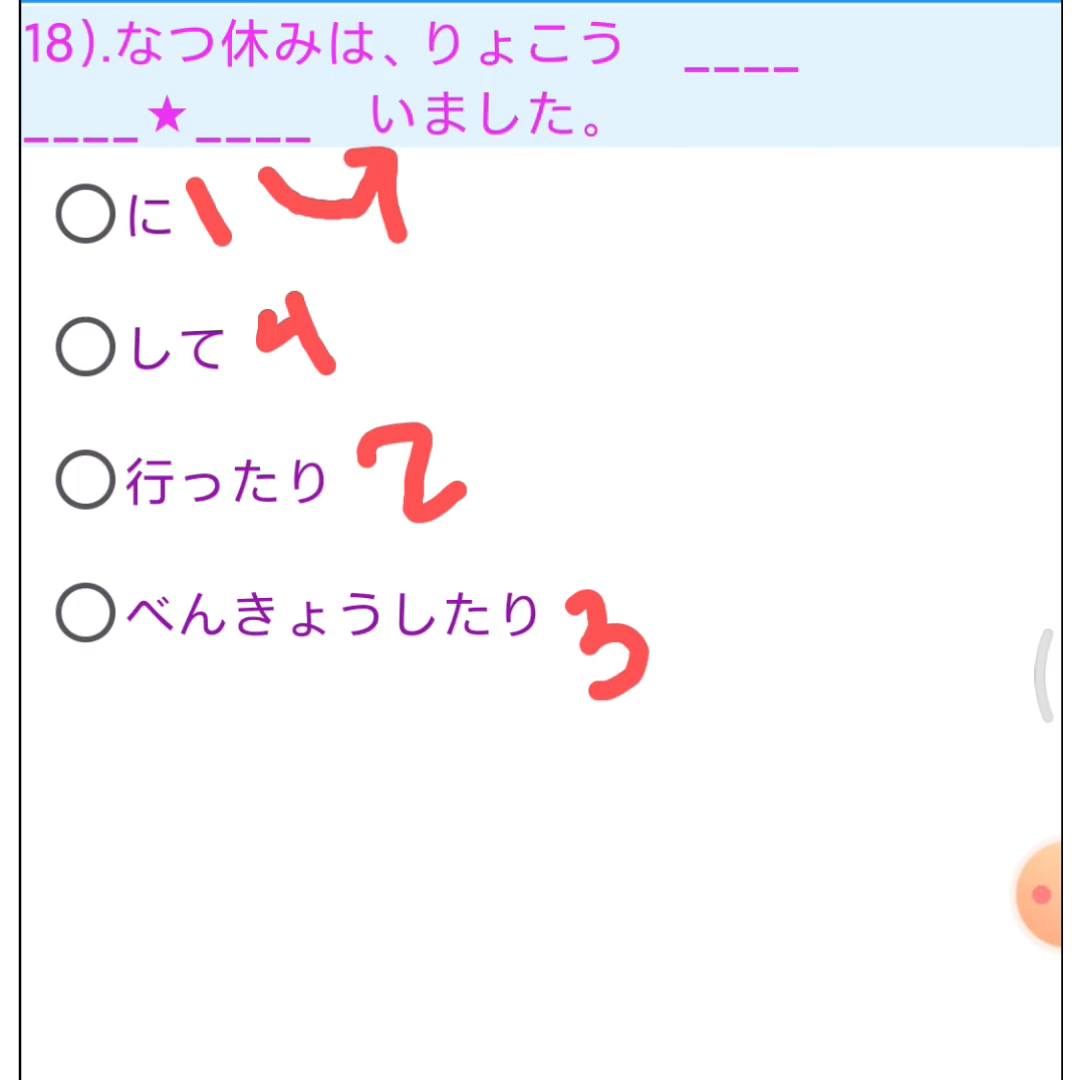 18).なつ休みは、りょこう ____
____★____ いました。
に 1
して 4
行ったり 2
べんきょうしたり 3